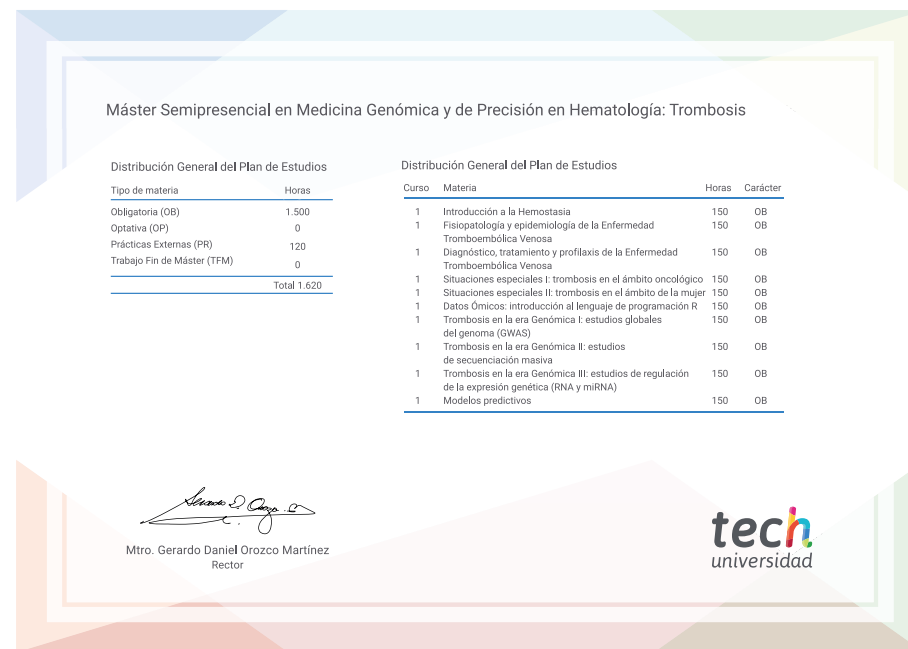 Máster Semipresencial en Medicina Genómica y de Precisión en Hematología: Trombosis
Distribución General del Plan de Estudios
Tipo de materia Horas
Obligatoria (OB) 1.500
Optativa (OP) 0
Prácticas Externas (PR) 120
Trabajo Fin de Máster (TFM) 0
Total 1.620
Distribución General del Plan de Estudios
Curso Materia Horas Carácter
1 Introducción a la Hemostasia 150 OB
1 Fisiopatología y epidemiología de la Enfermedad 150 OB
Tromboembólica Venosa
1 Diagnóstico, tratamiento y profilaxis de la Enfermedad 150 OB
Tromboembólica Venosa
1 Situaciones especiales I: trombosis en el ámbito oncológico 150 OB
1 Situaciones especiales II: trombosis en el ámbito de la mujer 150 OB
1 Datos Ómicos: introducción al lenguaje de programación R 150 OB
1 Trombosis en la era Genómica I: estudios globales 150 OB
del genoma (GWAS)
1 Trombosis en la era Genómica II: estudios 150 OB
de secuenciación masiva
1 Trombosis en la era Genómica III: estudios de regulación 150 OB
de la expresión genética (RNA y miRNA)
1 Modelos predictivos 150 OB
Mtro. Gerardo Daniel Orozco Martínez
Rector
tech
universidad